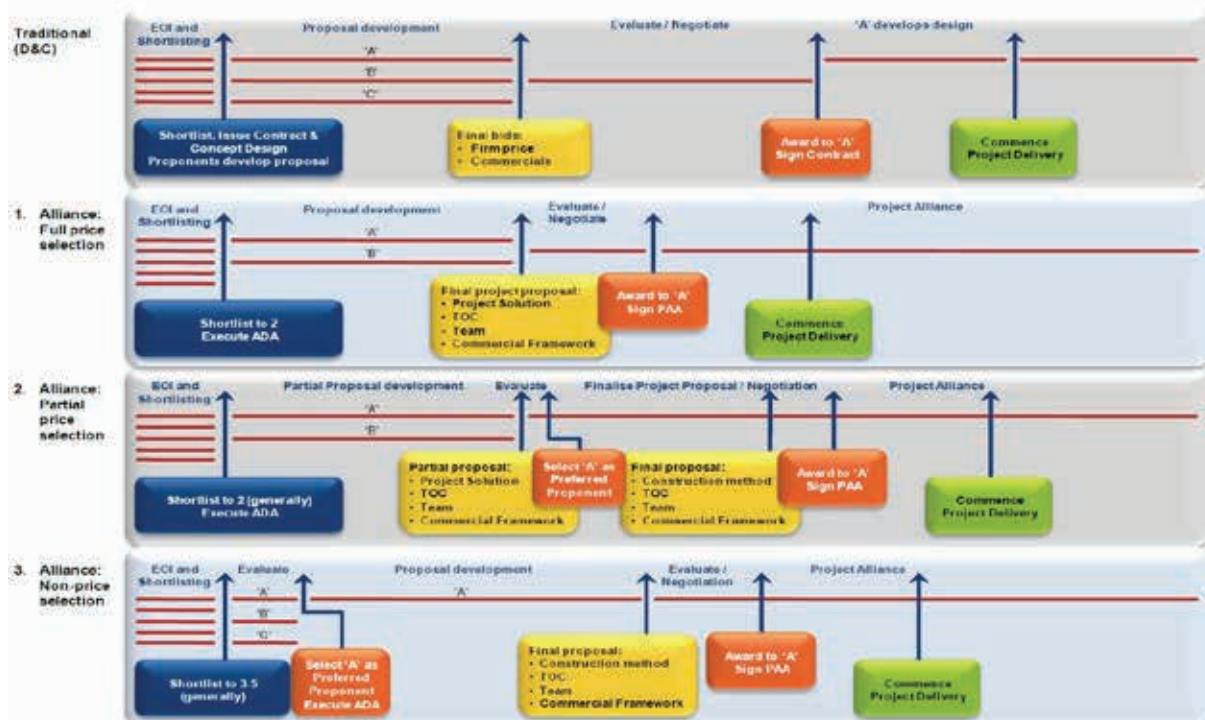 Traditional
(D&C)
EOI and
Shortlisting
Proposal development
Evaluate / Negotiate
'A' develops design
'A'
'B'
'C'
Shortlist, Issue Contract &
Concept Design
Proponents develop proposal
Final bids:
• Firm price
• Commercials
Award to 'A'
Sign Contract
Commence
Project Delivery
1. Alliance:
Full price
selection
EOI and
Shortlisting
Proposal development
Evaluate /
Negotiate
Project Alliance
'A'
'B'
Shortlist to 2
Execute ADA
Final project proposal:
• Project Solution
• TOC
• Team
• Commercial Framework
Award to 'A'
Sign PAA
Commence
Project Delivery
2. Alliance:
Partial
price
selection
EOI and
Shortlisting
Partial Proposal development
Evaluate
Finalise Project Proposal / Negotiation
Project Alliance
'A'
'B'
Shortlist to 2 (generally)
Execute ADA
Partial proposal:
• Project Solution
• TOC
• Team
• Commercial Framework
Select 'A' as
Preferred
Proponent
Final proposal:
• Construction method
• TOC
• Team
• Commercial Framework
Award to 'A'
Sign PAA
Commence
Project Delivery
3. Alliance:
Non-price
selection
EOI and
Shortlisting
Evaluate
Proposal development
Evaluate /
Negotiation
Project Alliance
'A'
'B'
'C'
'A'
Shortlist to 3-5
(generally)
Select 'A' as
Preferred
Proponent
Execute ADA
Final proposal:
• Construction method
• TOC
• Team
• Commercial Framework
Award to 'A'
Sign PAA
Commence
Project Delivery